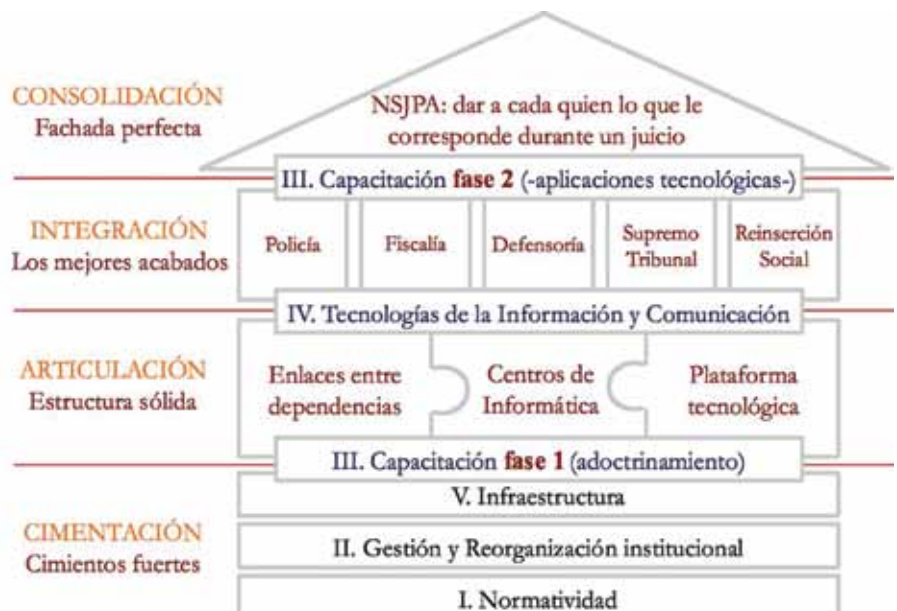 CONSOLIDACIÓN
Fachada perfecta
NSJPA: dar a cada quien lo que le
corresponde durante un juicio
III. Capacitación fase 2 (-aplicaciones tecnológicas-)
INTEGRACIÓN
Los mejores acabados
Policía
Fiscalía
Defensoría
Supremo
Tribunal
Reinserción
Social
IV. Tecnologías de la Información y Comunicación
ARTICULACIÓN
Estructura sólida
Enlaces entre
dependencias
Centros de
Informática
Plataforma
tecnológica
III. Capacitación fase 1 (adoctrinamiento)
CIMENTACIÓN
Cimientos fuertes
V. Infraestructura
II. Gestión y Reorganización institucional
I. Normatividad